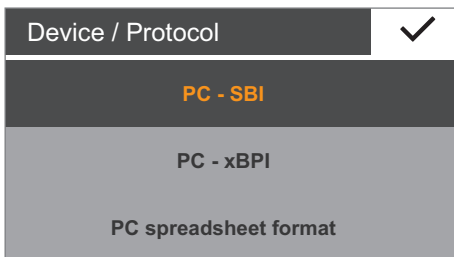 Device / Protocol
PC - SBI
PC - xBPI
PC spreadsheet format